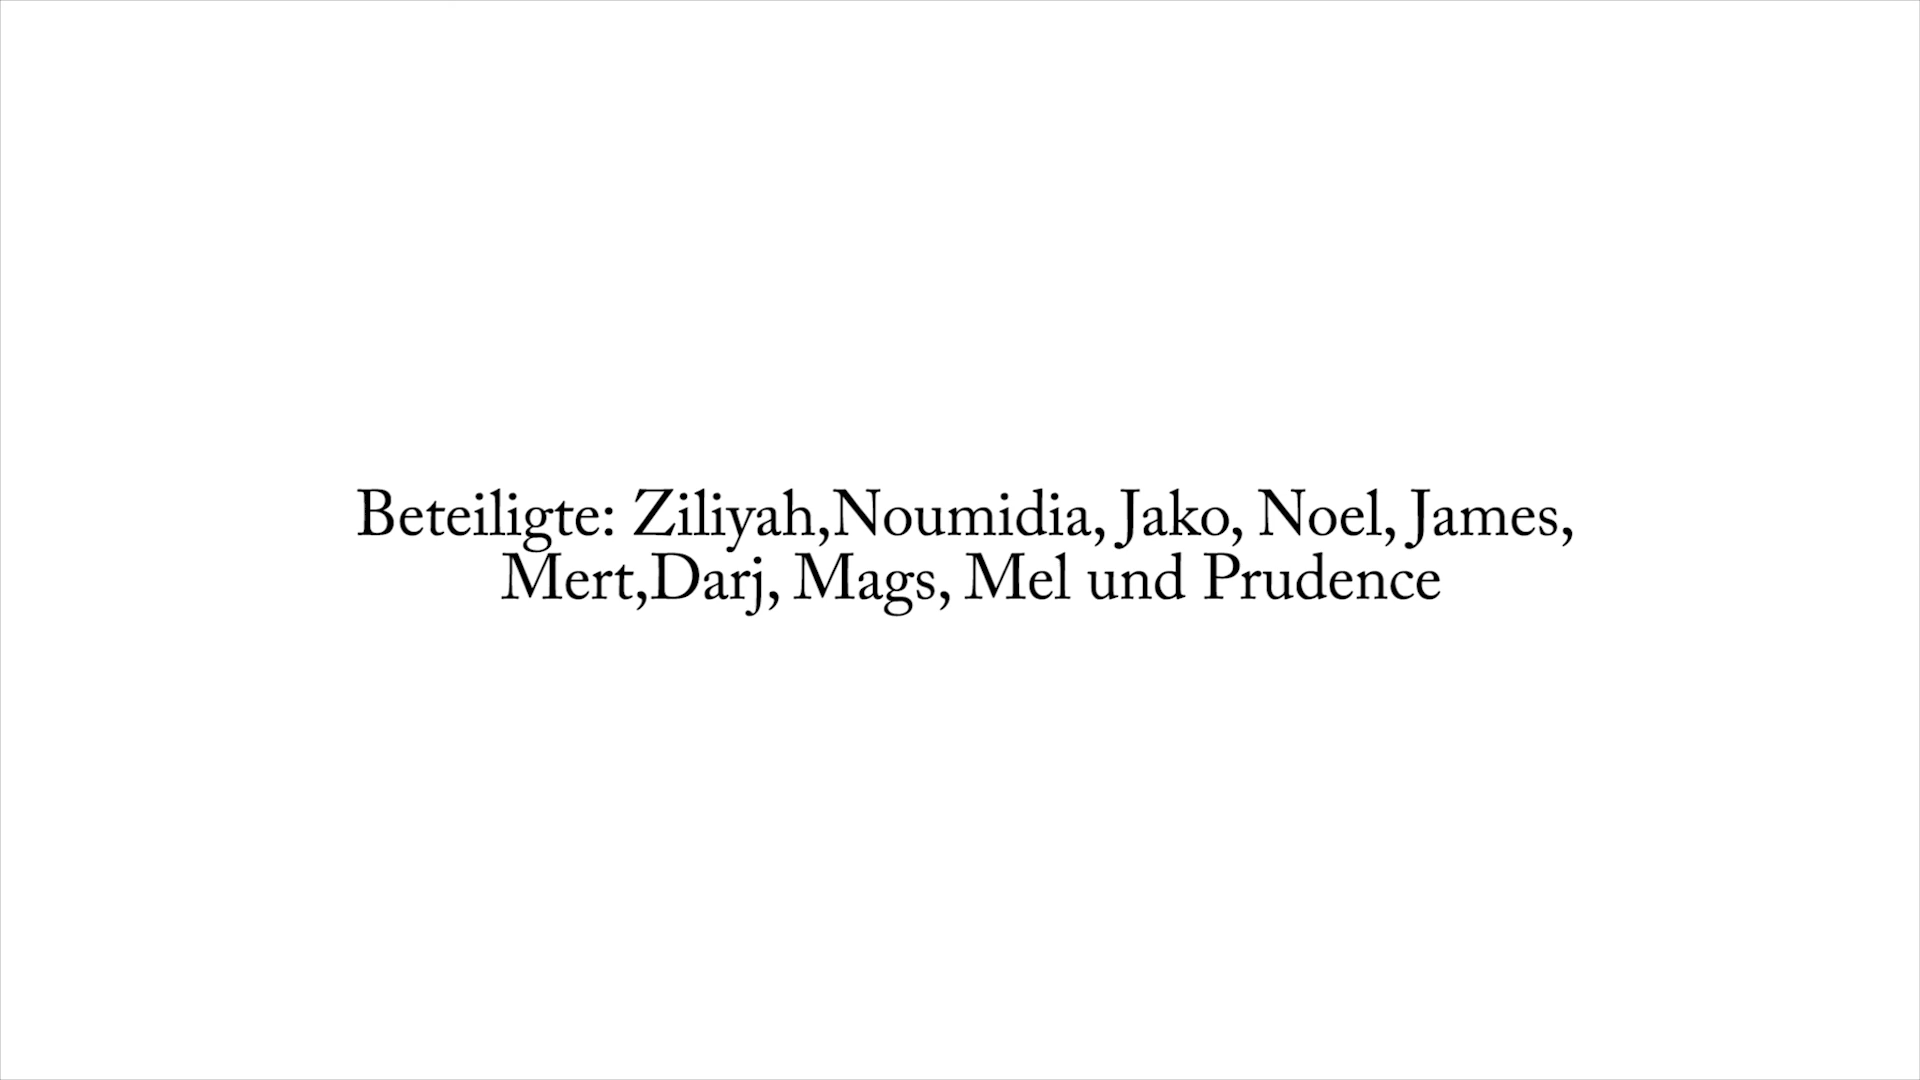 Beteiligte: Ziliyah,Noumidia, Jako, Noel, James,
Mert,Darj, Mags, Mel und Prudence